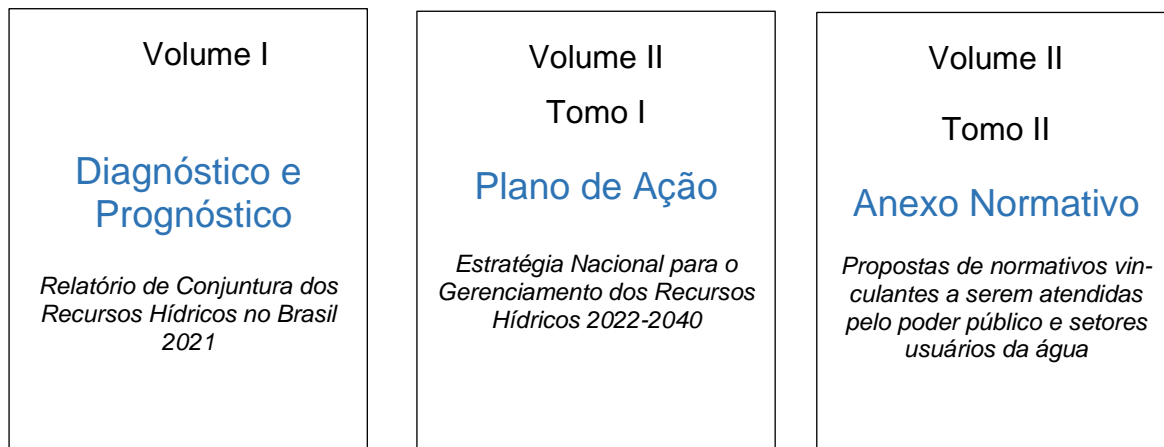 Volume I
Diagnóstico e
Prognóstico
Relatório de Conjuntura dos
Recursos Hídricos no Brasil
2021
Volume II
Tomo I
Plano de Ação
Estratégia Nacional para o
Gerenciamento dos Recursos
Hídricos 2022-2040
Volume II
Tomo II
Anexo Normativo
Propostas de normativos vin-
culantes a serem atendidas
pelo poder público e setores
usuários da água